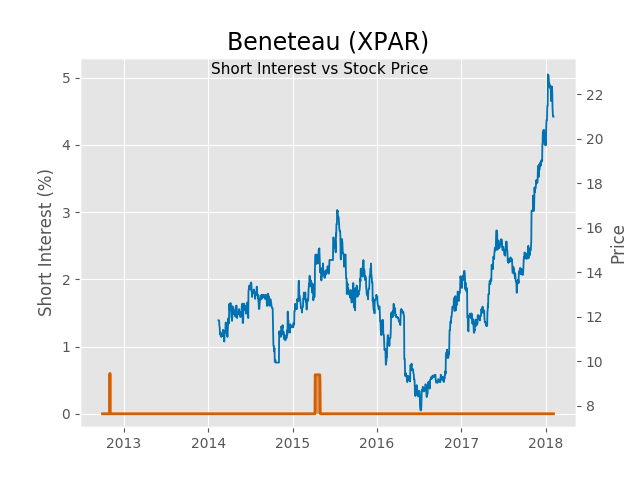 Beneteau (XPAR)
Short Interest vs Stock Price
Short Interest (%)
5
4
3
2
1
0
22
20
18
16
14
12
10
8
Price
2013 2014 2015 2016 2017 2018